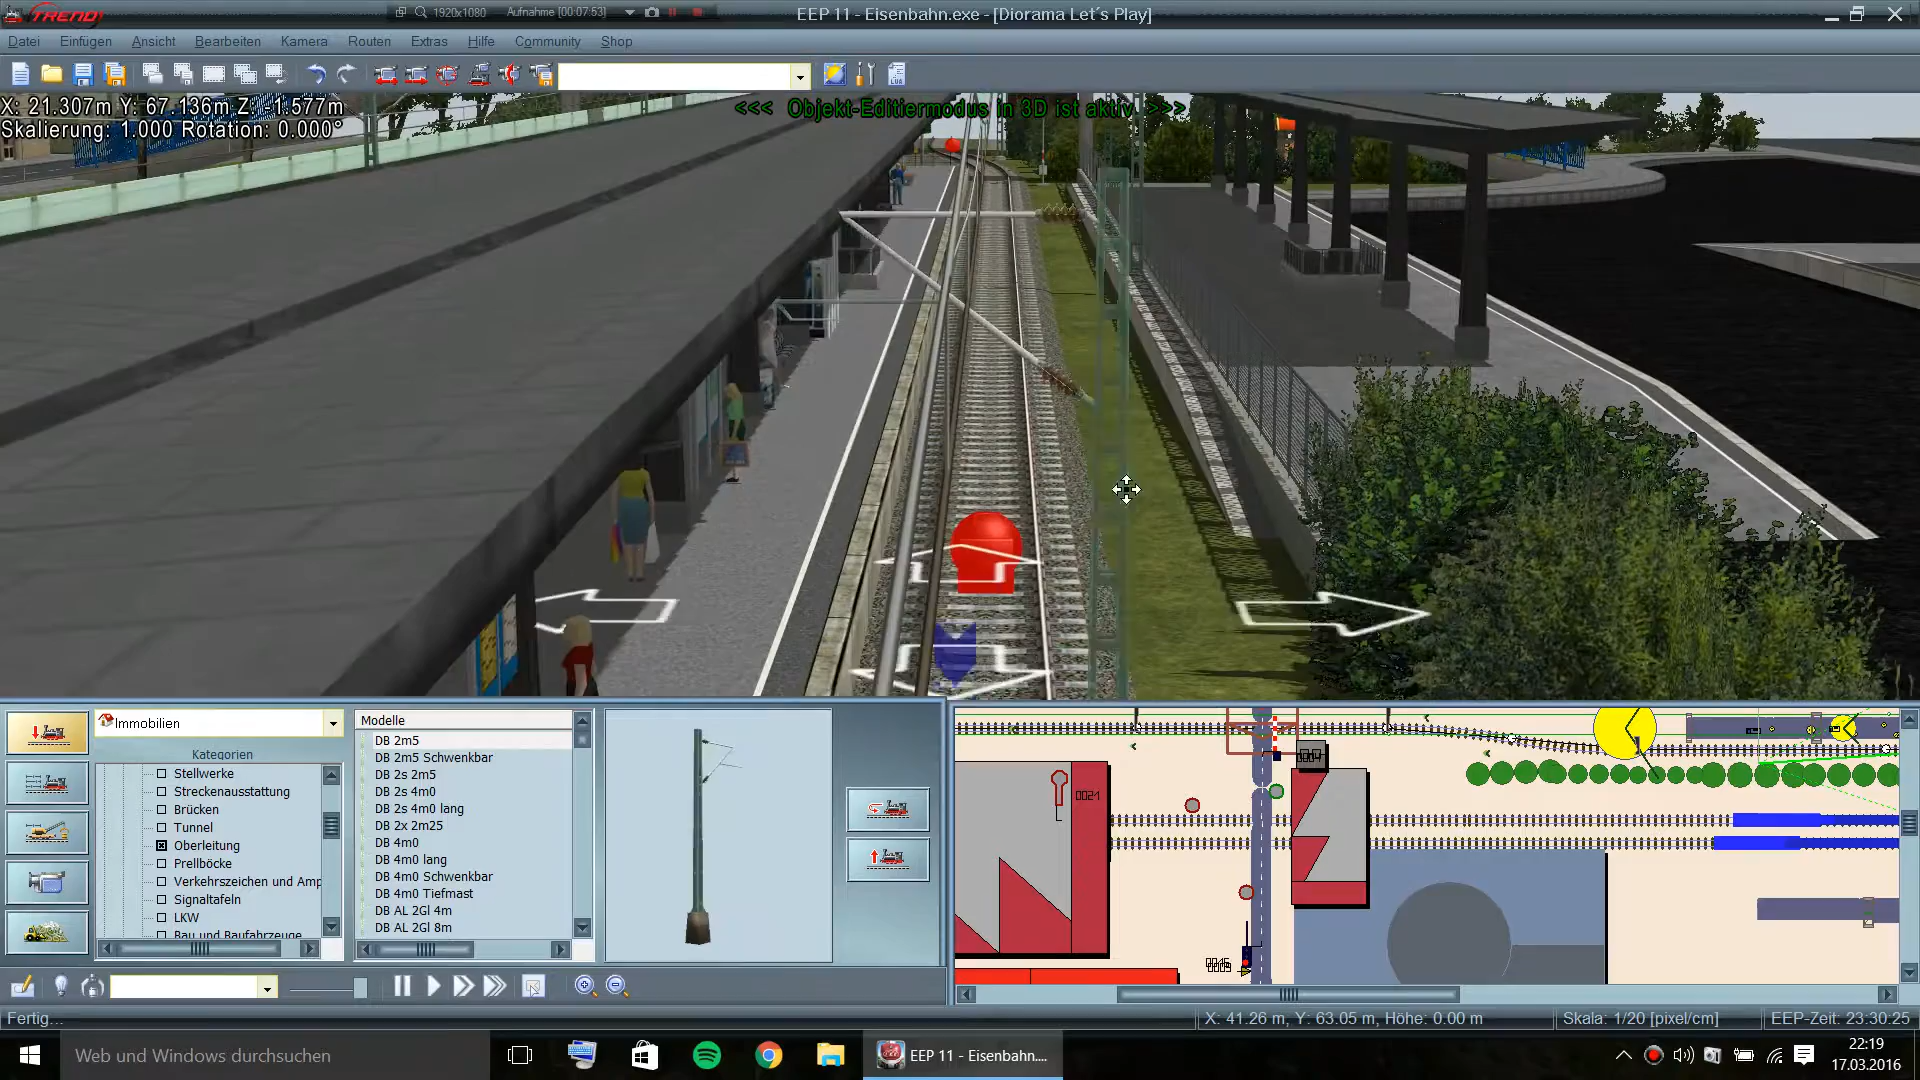 TREND
1920x1080
Aufnahme [00:07:53]
EEP 11 - Eisenbahn.exe - [Diorama Let´s Play]
Datei Einfügen Ansicht Bearbeiten Kamera Routen Extras Hilfe Community Shop
X: 21.307m Y: 67.136m Z: -1.577m
<<< Objekt-Editiermodus in 3D ist aktiv. >>>
Skalierung: 1.000 Rotation: 0.000°
Immobilien
Kategorien
Stellwerke
Streckenausstattung
Brücken
Tunnel
Oberleitung
Prellböcke
Verkehrszeichen und Amp
Signaltafeln
LKW
Bau und Baufahrzeuge
Modelle
DB 2m5
DB 2m5 Schwenkbar
DB 2s 2m5
DB 2s 4m0
DB 2s 4m0 lang
DB 2x 2m25
DB 4m0
DB 4m0 lang
DB 4m0 Schwenkbar
DB 4m0 Tiefmast
DB AL 2Gl 4m
DB AL 2Gl 8m
0021
Fertig...
X: 41.26 m, Y: 63.05 m, Höhe: 0.00 m
Skala: 1/20 [pixel/cm]
EEP-Zeit: 23:30:25
Web und Windows durchsuchen
EEP 11 - Eisenbahn....
22:19
17.03.2016